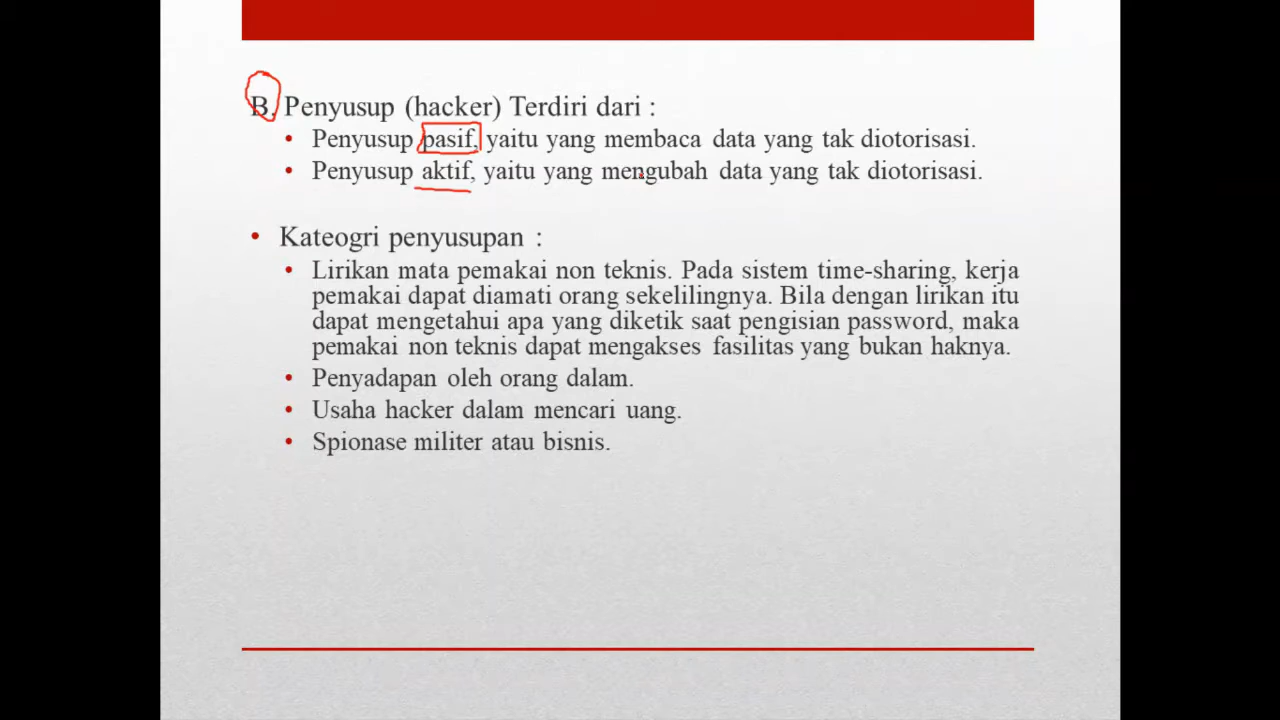 B. Penyusup (hacker) Terdiri dari :
• Penyusup pasif, yaitu yang membaca data yang tak diotorisasi.
• Penyusup aktif, yaitu yang mengubah data yang tak diotorisasi.
• Kateogri penyusupan :
• Lirikan mata pemakai non teknis. Pada sistem time-sharing, kerja
pemakai dapat diamati orang sekelilingnya. Bila dengan lirikan itu
dapat mengetahui apa yang diketik saat pengisian password, maka
pemakai non teknis dapat mengakses fasilitas yang bukan haknya.
• Penyadapan oleh orang dalam.
• Usaha hacker dalam mencari uang.
• Spionase militer atau bisnis.